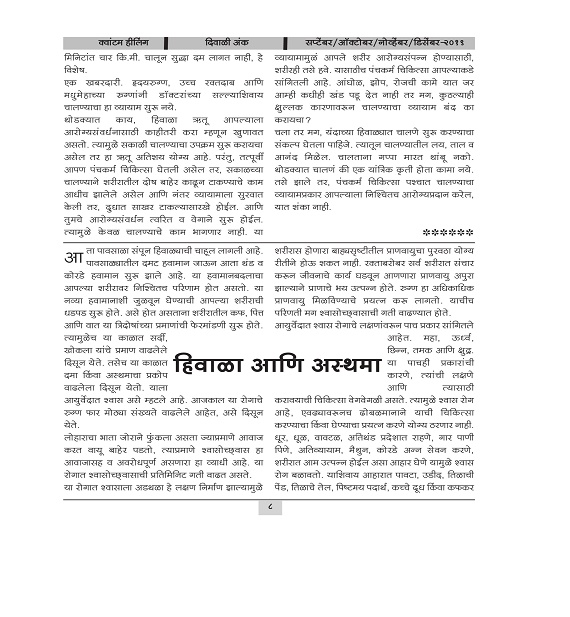 क्वांटम हीलिंग
दिवाळी अंक
सप्टेंबर/ऑक्टोबर/नोव्हेंबर/डिसेंबर-२०१९
मिनिटांत चार कि.मी. चालून सुद्धा दम लागत नाही, हे
विशेष.
एक खबरदारी. हृदयरुग्ण, उच्च रक्तदाब आणि
मधुमेहाच्या रुग्णांनी डॉक्टरांच्या सल्ल्याशिवाय
चालण्याचा हा व्यायाम सुरू नये.
थोडक्यात काय, हिवाळा ऋतू आपल्याला
आरोग्यसंवर्धनासाठी काहीतरी करा म्हणून खुणावत
असतो. त्यामुळे सकाळी चालण्याचा उपक्रम सुरू करायचा
असेल तर हा ऋतू अतिशय योग्य आहे. परंतु, तत्पूर्वी
आपण पंचकर्म चिकित्सा घेतली असेल तर, सकाळच्या
चालण्याने शरीरातील दोष बाहेर काढून टाकण्याचे काम
आधीच झालेले असेल आणि नंतर व्यायामाला सुरवात
केली तर, दुधात साखर टाकल्यासारखे होईल. आणि
तुमचे आरोग्यसंवर्धन त्वरित व वेगाने सुरू होईल.
त्यामुळे केवळ चालण्याचे काम भागणार नाही. या
व्यायामामुळं आपले शरीर आरोग्यसंपन्न होण्यासाठी,
शरीरही तसे हवे. यासाठीच पंचकर्म चिकित्सा आपल्याकडे
सांगितली आहे. आंघोळ, झोप, रोजची कामे यात जर
आम्ही कधीही खंड पडू देत नाही तर मग, कुठल्याही
क्षुल्लक कारणावरून चालण्याचा व्यायाम बंद का
करायचा ?
चला तर मग, यंदाच्या हिवाळ्यात चालणे सुरू करण्याचा
संकल्प घेतला पाहिजे. त्यातून चालण्यातील लय, ताल व
आनंद मिळेल. चालताना गप्पा मारत थांबू नको.
थोडक्यात चालणं की एक यांत्रिक कृती होता कामा नये.
तसे झाले तर, पंचकर्म चिकित्सा पश्चात चालण्याचा
व्यायामप्रकार आपल्याला निश्चितच आरोग्यप्रदान करेल,
यात शंका नाही.
******
हिवाळा आणि अस्थमा
आत्ता पावसाळा संपून हिवाळ्याची चाहूल लागली आहे.
पावसाळ्यातील दमट हवामान जाऊन आता थंड व
कोरडे हवामान सुरू झाले आहे. या हवामानबदलाचा
आपल्या शरीरावर निश्चितच परिणाम होत असतो. या
नव्या हवामानाशी जुळवून घेण्याची आपल्या शरीराची
धडपड सुरू होते. असे होत असताना शरीरातील कफ, पित्त
आणि वात या त्रिदोषांच्या प्रमाणांची फेरमांडणी सुरू होते.
त्यामुळेच या काळात सर्दी,
खोकला यांचे प्रमाण वाढलेले
दिसून येते. तसेच या काळात
दमा किंवा अस्थमाचा प्रकोप
वाढलेला दिसून येतो. याला
आयुर्वेदात श्वास असे म्हटले आहे. आजकाल या रोगाचे
रुग्ण फार मोठ्या संख्यते वाढलेले आहेत, असे दिसून
येते.
लोहाराचा भाता जोराने फुंकला असता ज्याप्रमाणे आवाज
करत वायू बाहेर पडतो, त्याप्रमाणे श्वासोच्छ्वास हा
आवाजासह व अवरोधपूर्ण असणारा हा व्याधी आहे. या
रोगात श्वासोच्छ्वासाची प्रतिमिनिट गती वाढत असते.
या रोगात श्वासाला अडथळा हे लक्षण निर्माण झाल्यामुळे
शरीरास होणारा बाह्यसृष्टीतील प्राणवायुचा पुरवठा योग्य
रीतीने होऊ शकत नाही. रक्ताबरोबर सर्व शरीरात संचार
करून जीवनाचे कार्य घडवून आणणारा प्राणवायु अपुरा
झाल्याने प्राणाचे भय उत्पन्न होते. रुग्ण हा अधिकाधिक
प्राणवायु मिळविण्याचे प्रयत्न करू लागतो. याचीच
परिणती मग श्वासोच्छ्वासाची गती वाढण्यात होते.
आयुर्वेदात श्वास रोगाचे लक्षणांवरून पाच प्रकार सांगितले
आहेत. महा, ऊर्ध्व,
छिन्न, तमक आणि क्षुद्र.
या पाचही प्रकारांची
कारणे, त्यांची लक्षणे
आणि त्यासाठी
करावयाची चिकित्सा वेगवेगळी असते. त्यामुळे श्वास रोग
आहे, एवढ्यावरूनच ढोबळमानाने याची चिकित्सा
करण्याचा किंवा घेण्याचा प्रयत्न करणे योग्य ठरणार नाही.
धूर, धूळ, वावटळ, अतिथंड प्रदेशात राहणे, गार पाणी
पिणे, अतिव्यायाम, मैथुन, कोरडे अन्न सेवन करणे,
शरीरात आम उत्पन्न होईल असा आहार घेणे यामुळे श्वास
रोग बळावतो. याशिवाय आहारात पावटा, उडीद, तिळाची
पेंड, तिळाचे तेल, पिष्टमय पदार्थ, कच्चे दूध किंवा कफकर
८